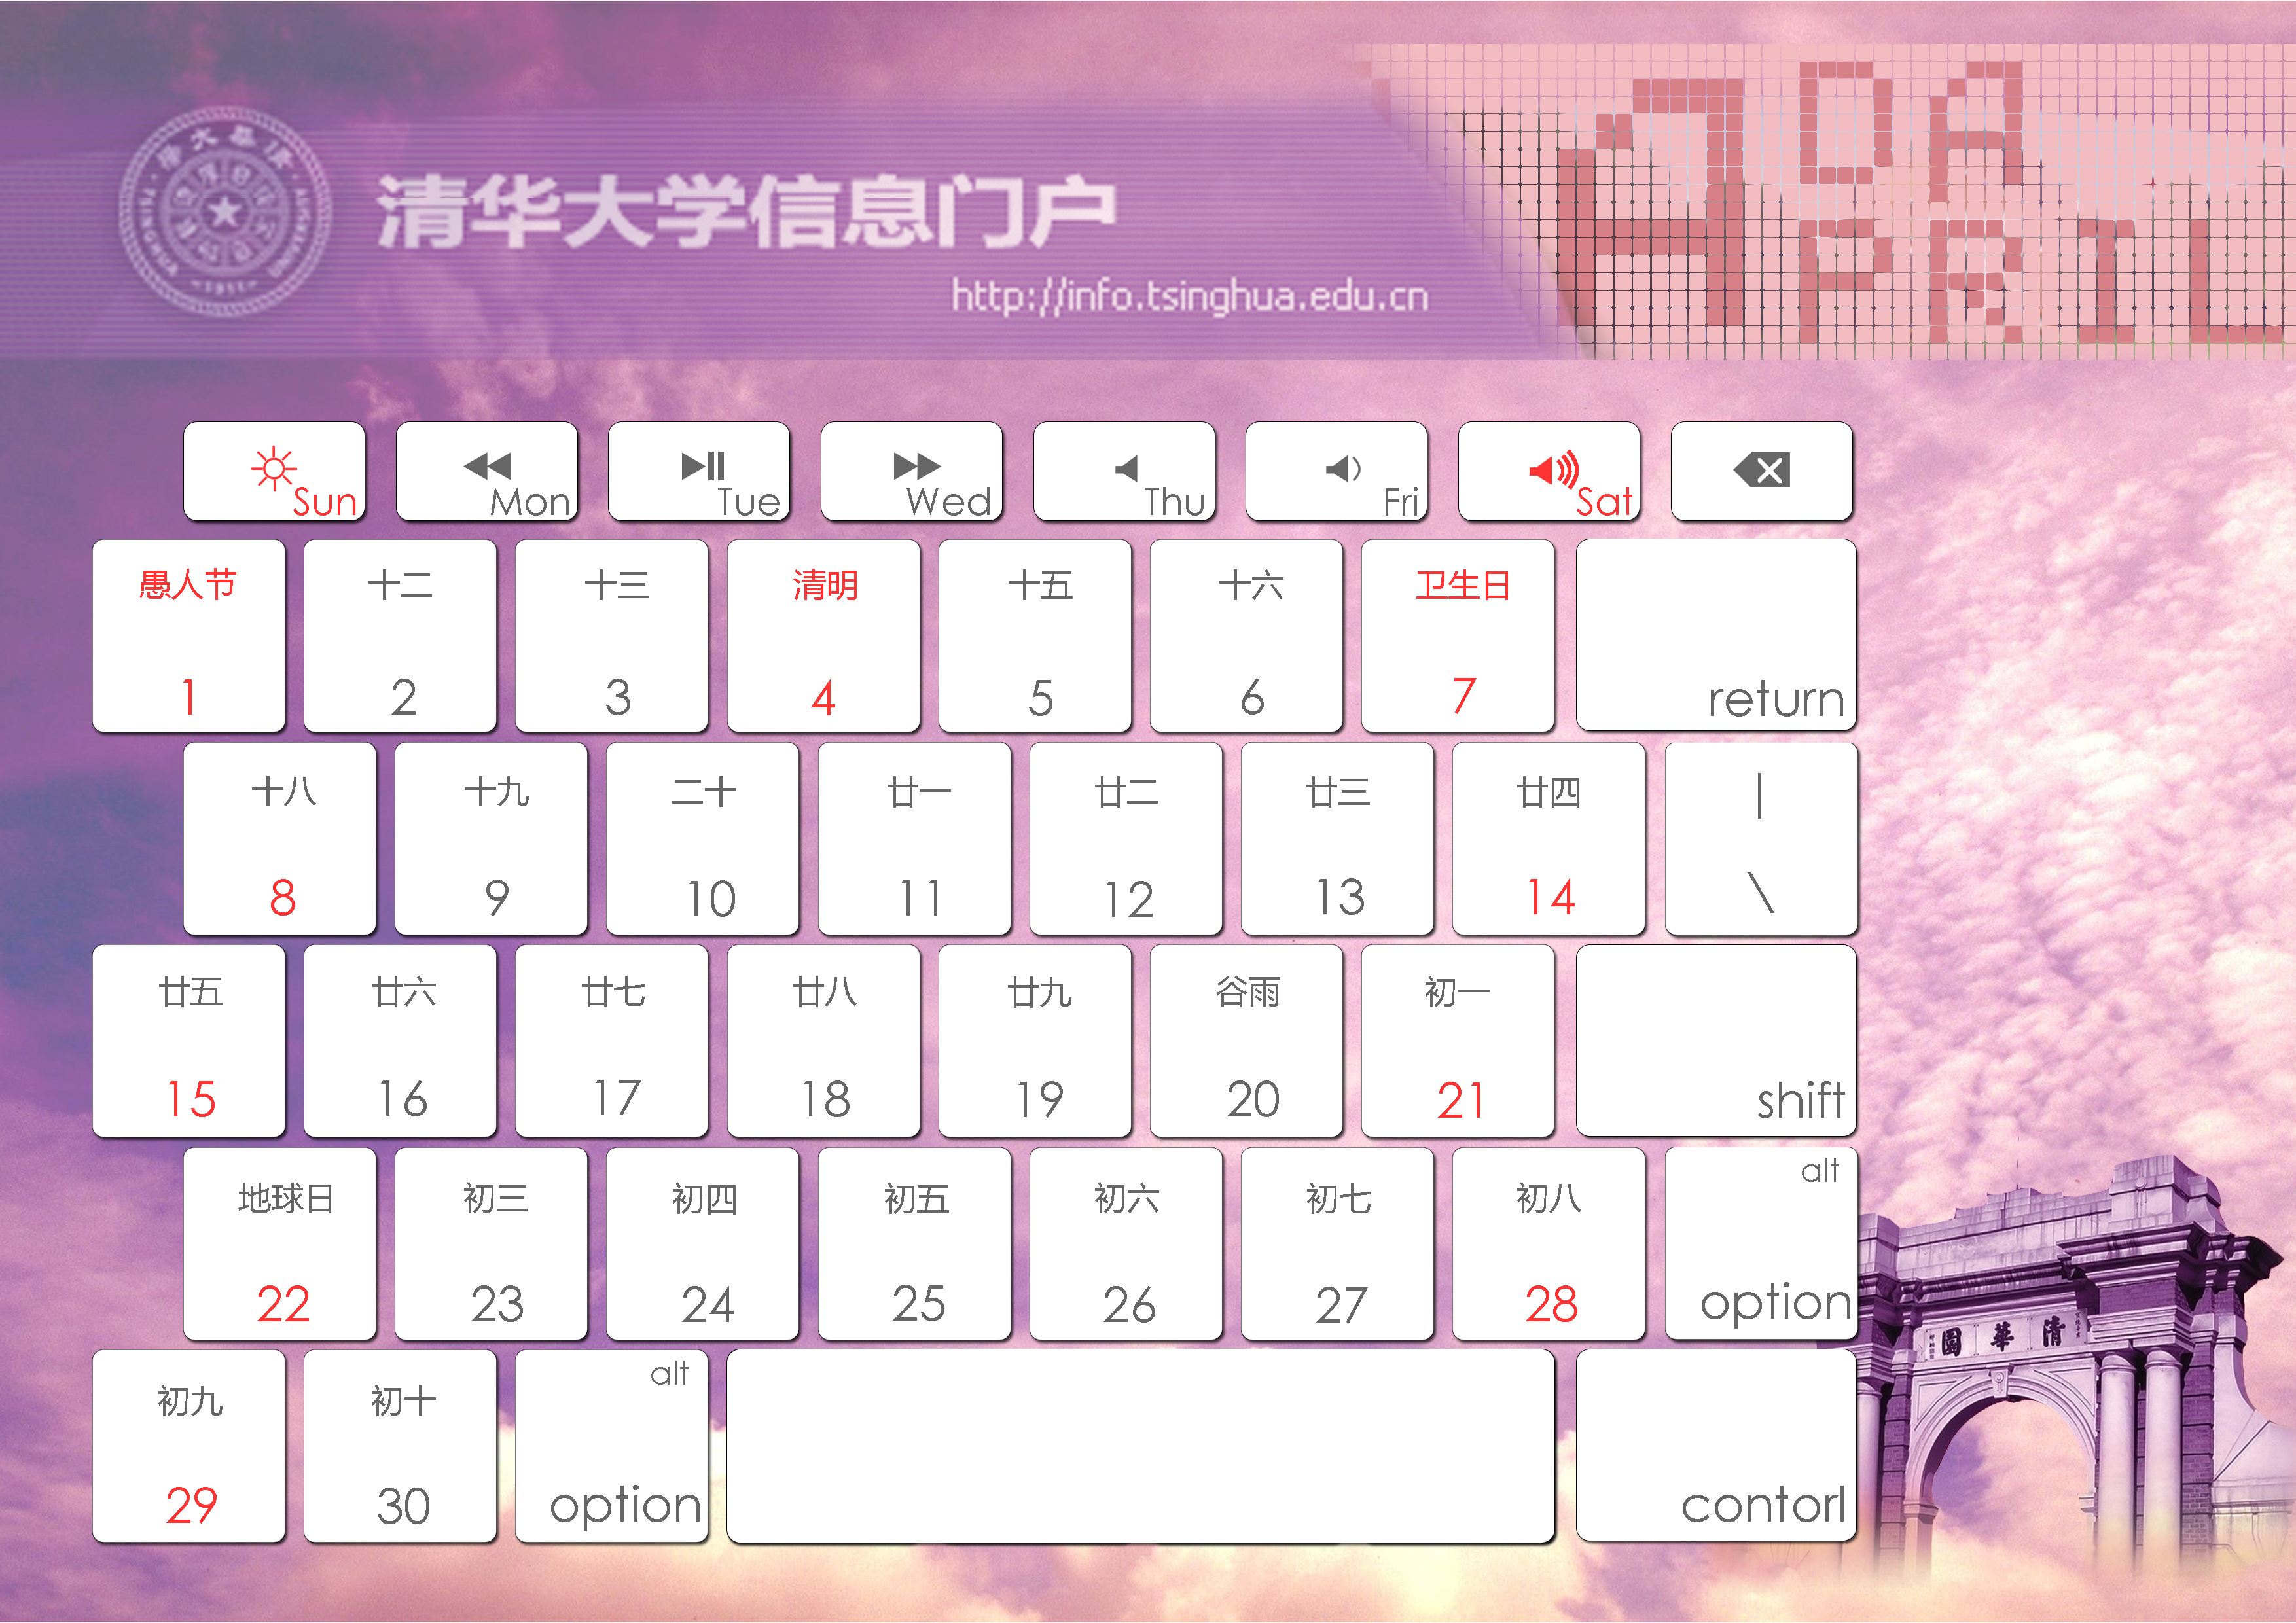 清华大学信息门户
http://info.tsinghua.edu.cn
04
APRIL
Sun Mon Tue Wed Thu Fri Sat
愚人节 十二 十三 清明 十五 十六 卫生日
1 2 3 4 5 6 7 return
十八 十九 二十 廿一 廿二 廿三 廿四 |
8 9 10 11 12 13 14 \
廿五 廿六 廿七 廿八 廿九 谷雨 初一
15 16 17 18 19 20 21 shift
alt
地球日 初三 初四 初五 初六 初七 初八
22 23 24 25 26 27 28 option
alt
初九 初十
29 30 option contorl
園華清